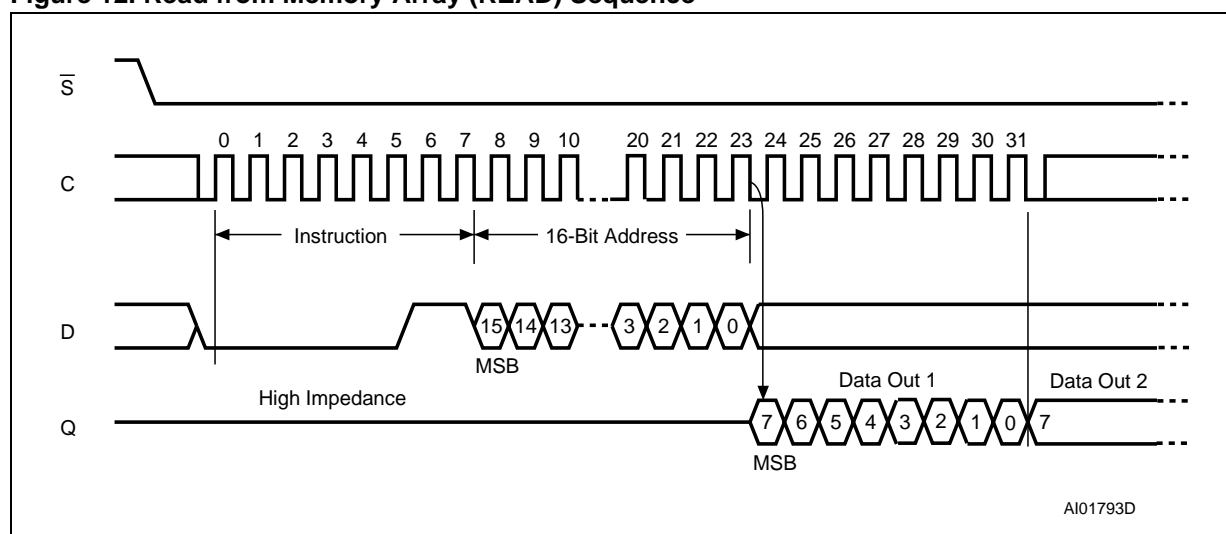 Figure 12. Read from Memory Array (READ) Sequence
S
0 1 2 3 4 5 6 7 8 9 10 20 21 22 23 24 25 26 27 28 29 30 31
C
Instruction 16-Bit Address
D 15 14 13 3 2 1 0
MSB
High Impedance Data Out 1 Data Out 2
Q 7 6 5 4 3 2 1 0 7
MSB
AI01793D